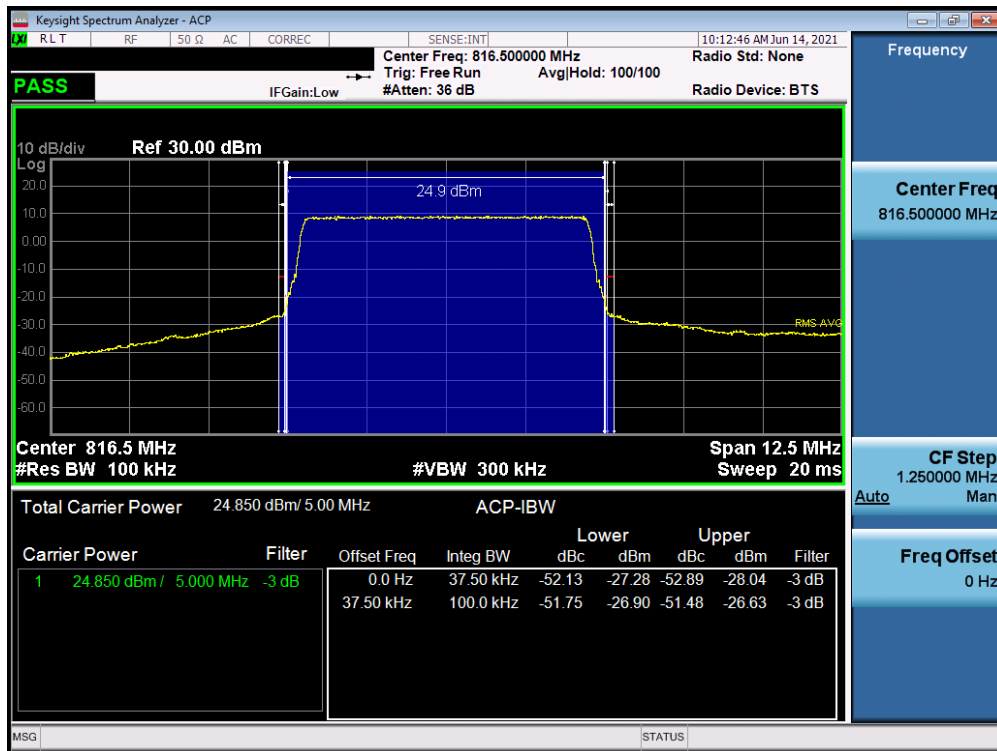 Keysight Spectrum Analyzer - ACP
LXI RLT RF 50 Ω AC CORREC SENSE:INT 10:12:46 AM Jun 14, 2021
Center Freq: 816.500000 MHz Radio Std: None
Trig: Free Run Avg|Hold: 100/100
PASS IFGain:Low #Atten: 36 dB Radio Device: BTS
Frequency
10 dB/div Ref 30.00 dBm
Log
20.0
24.9 dBm
10.0
0.00
-10.0
-20.0
-30.0 RMS AVG
-40.0
-50.0
-60.0
Center 816.5 MHz Span 12.5 MHz
#Res BW 100 kHz #VBW 300 kHz Sweep 20 ms
Center Freq
816.500000 MHz
CF Step
1.250000 MHz
Auto Man
Freq Offset
0 Hz
Total Carrier Power 24.850 dBm/ 5.00 MHz ACP-IBW
Lower Upper
Carrier Power Filter Offset Freq Integ BW dBc dBm dBc dBm Filter
1 24.850 dBm / 5.000 MHz -3 dB 0.0 Hz 37.50 kHz -52.13 -27.28 -52.89 -28.04 -3 dB
37.50 kHz 100.0 kHz -51.75 -26.90 -51.48 -26.63 -3 dB
MSG STATUS